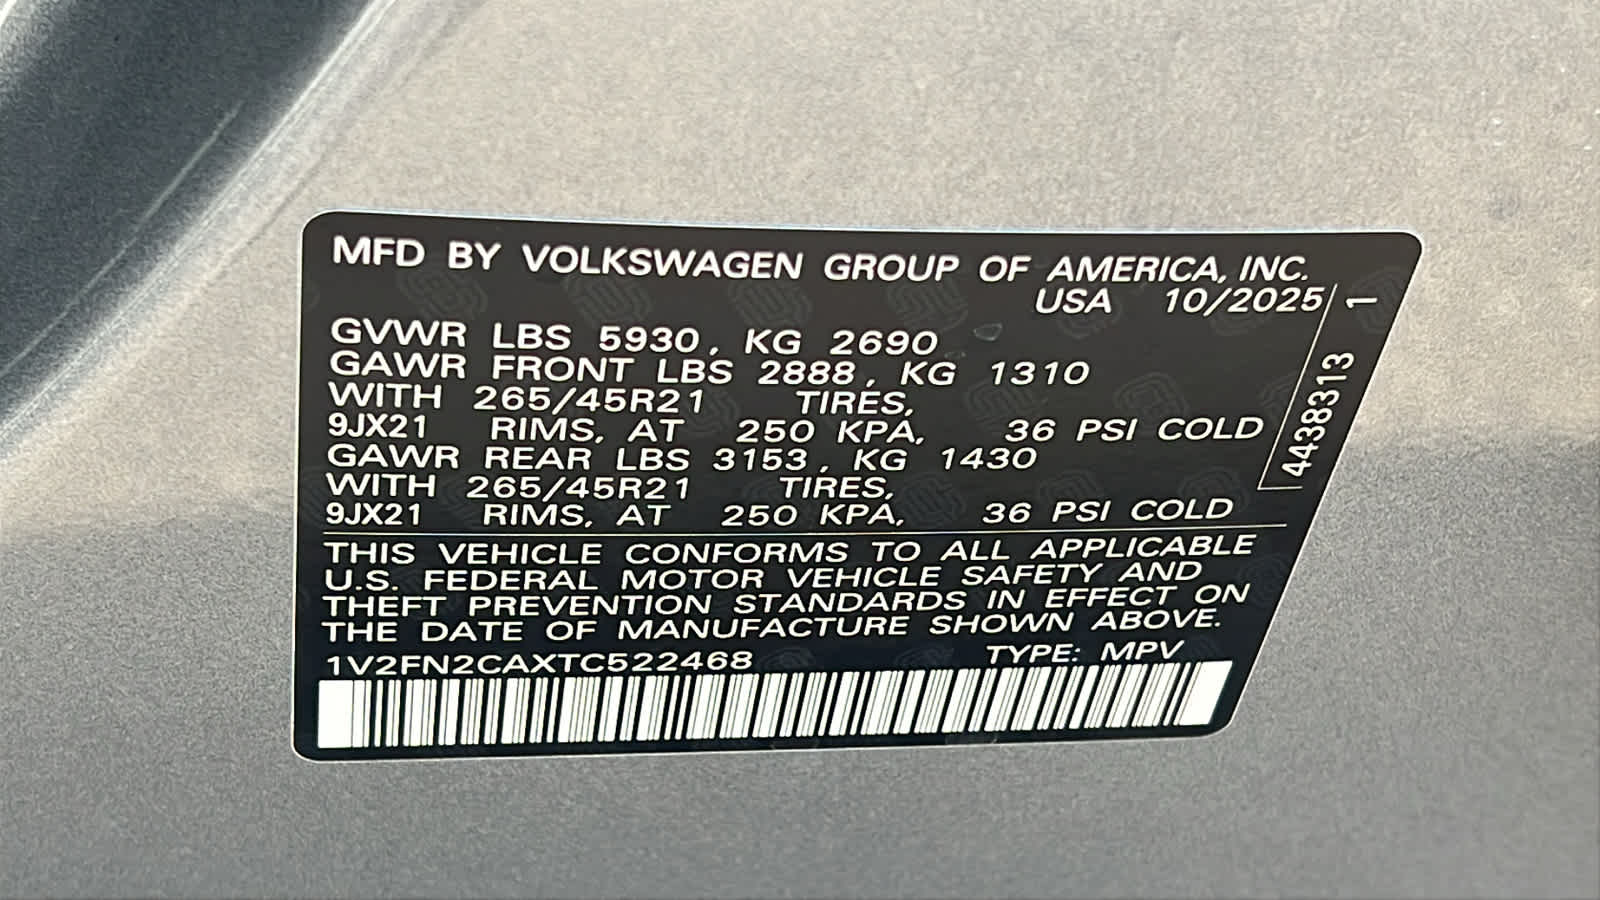 MFD BY VOLKSWAGEN GROUP OF AMERICA, INC.
USA 10/2025
GVWR LBS 5930, KG 2690
GAWR FRONT LBS 2888, KG 1310
WITH 265/45R21 TIRES,
9JX21 RIMS, AT 250 KPA, 36 PSI COLD
GAWR REAR LBS 3153, KG 1430
WITH 265/45R21 TIRES,
9JX21 RIMS, AT 250 KPA, 36 PSI COLD
4438313 1
THIS VEHICLE CONFORMS TO ALL APPLICABLE
U.S. FEDERAL MOTOR VEHICLE SAFETY AND
THEFT PREVENTION STANDARDS IN EFFECT ON
THE DATE OF MANUFACTURE SHOWN ABOVE.
1V2FN2CAXTC522468 TYPE: MPV